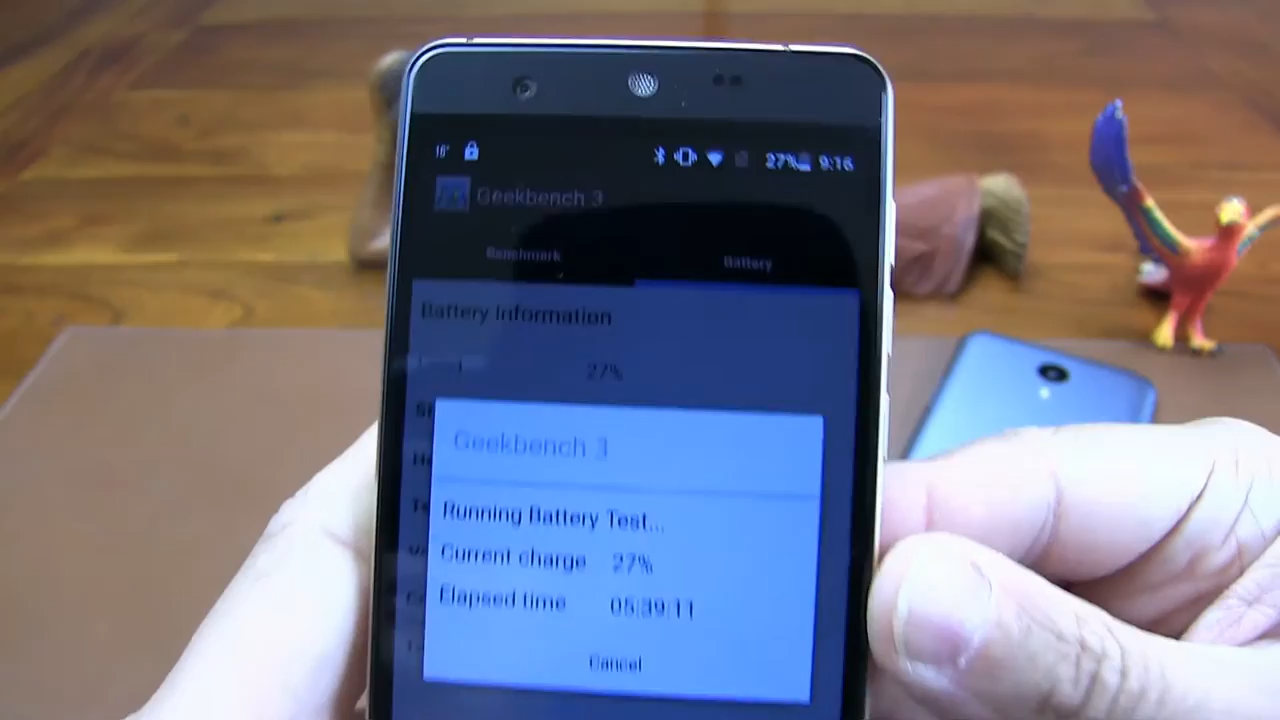 16°
27% 9:16
Geekbench 3
Benchmark Battery
Battery Information
27%
Geekbench 3
Running Battery Test...
Current charge 27%
Elapsed time 05:39:11
Cancel